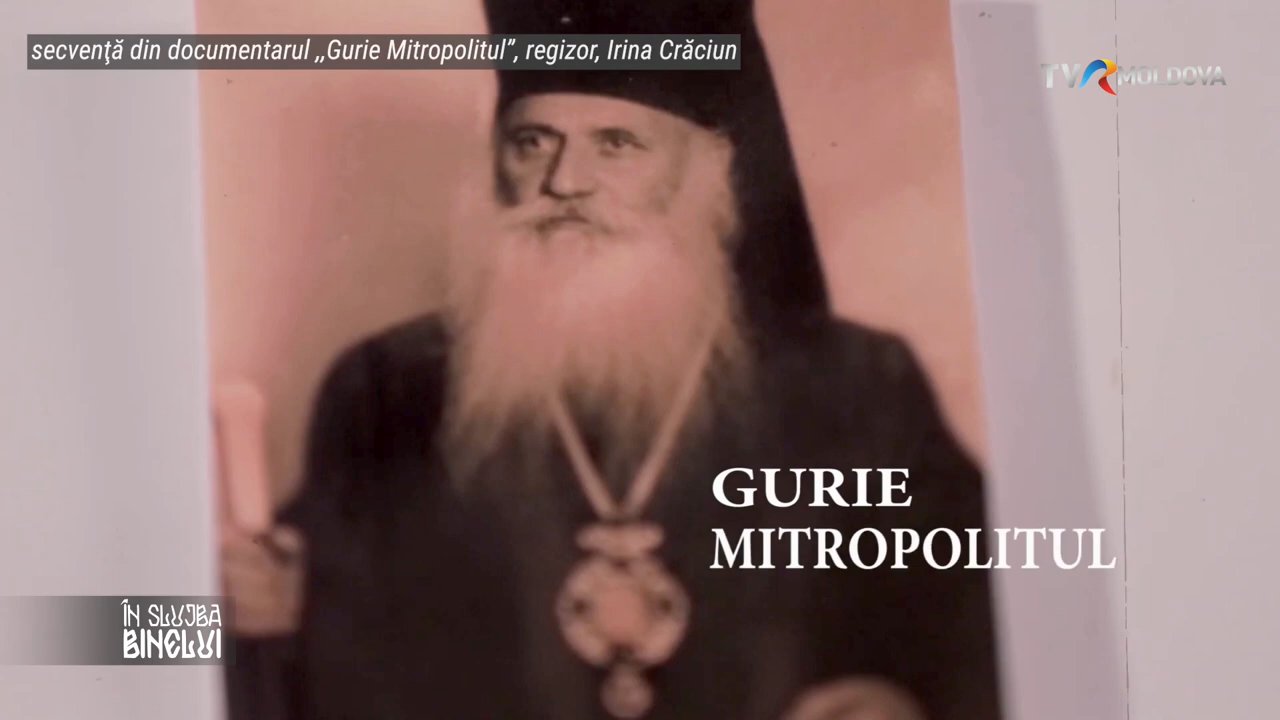 secvenţă din documentarul „Gurie Mitropolitul”, regizor, Irina Crăciun
TVR MOLDOVA
GURIE
MITROPOLITUL
ÎN SLUJBA
BINELUI